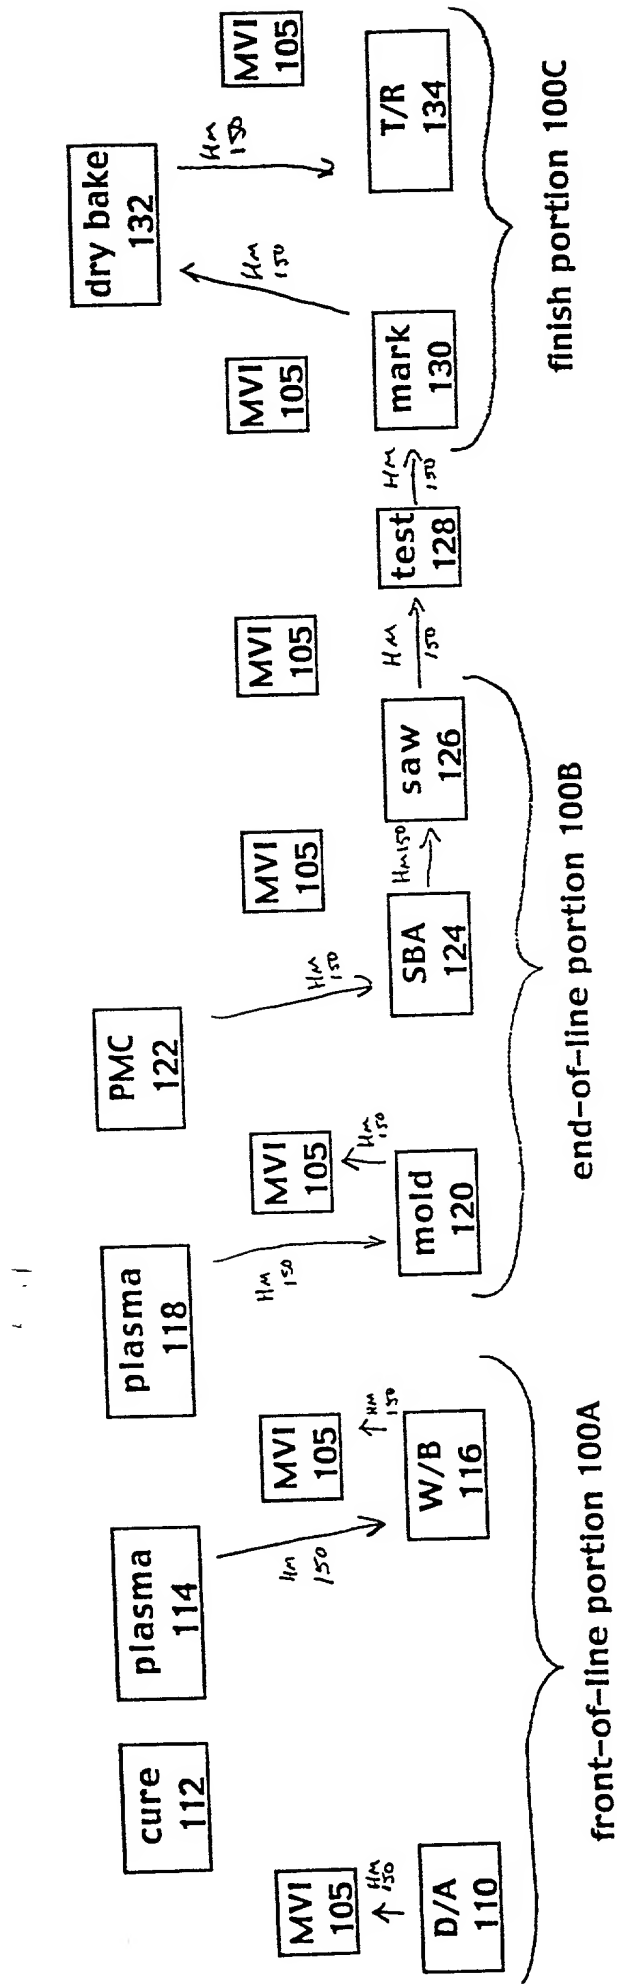 D/A
110
HM
150
MVI
105
cure
112
plasma
114
HM
150
W/B
116
HM
150
MVI
105
front-of-line portion 100A
plasma
118
HM
150
mold
120
HM
150
MVI
105
PMC
122
HM
150
SBA
124
MVI
105
HM150
saw
126
end-of-line portion 100B
MVI
105
HM
150
test
128
HM
150
mark
130
MVI
105
HM
150
dry bake
132
HM
150
T/R
134
MVI
105
finish portion 100C